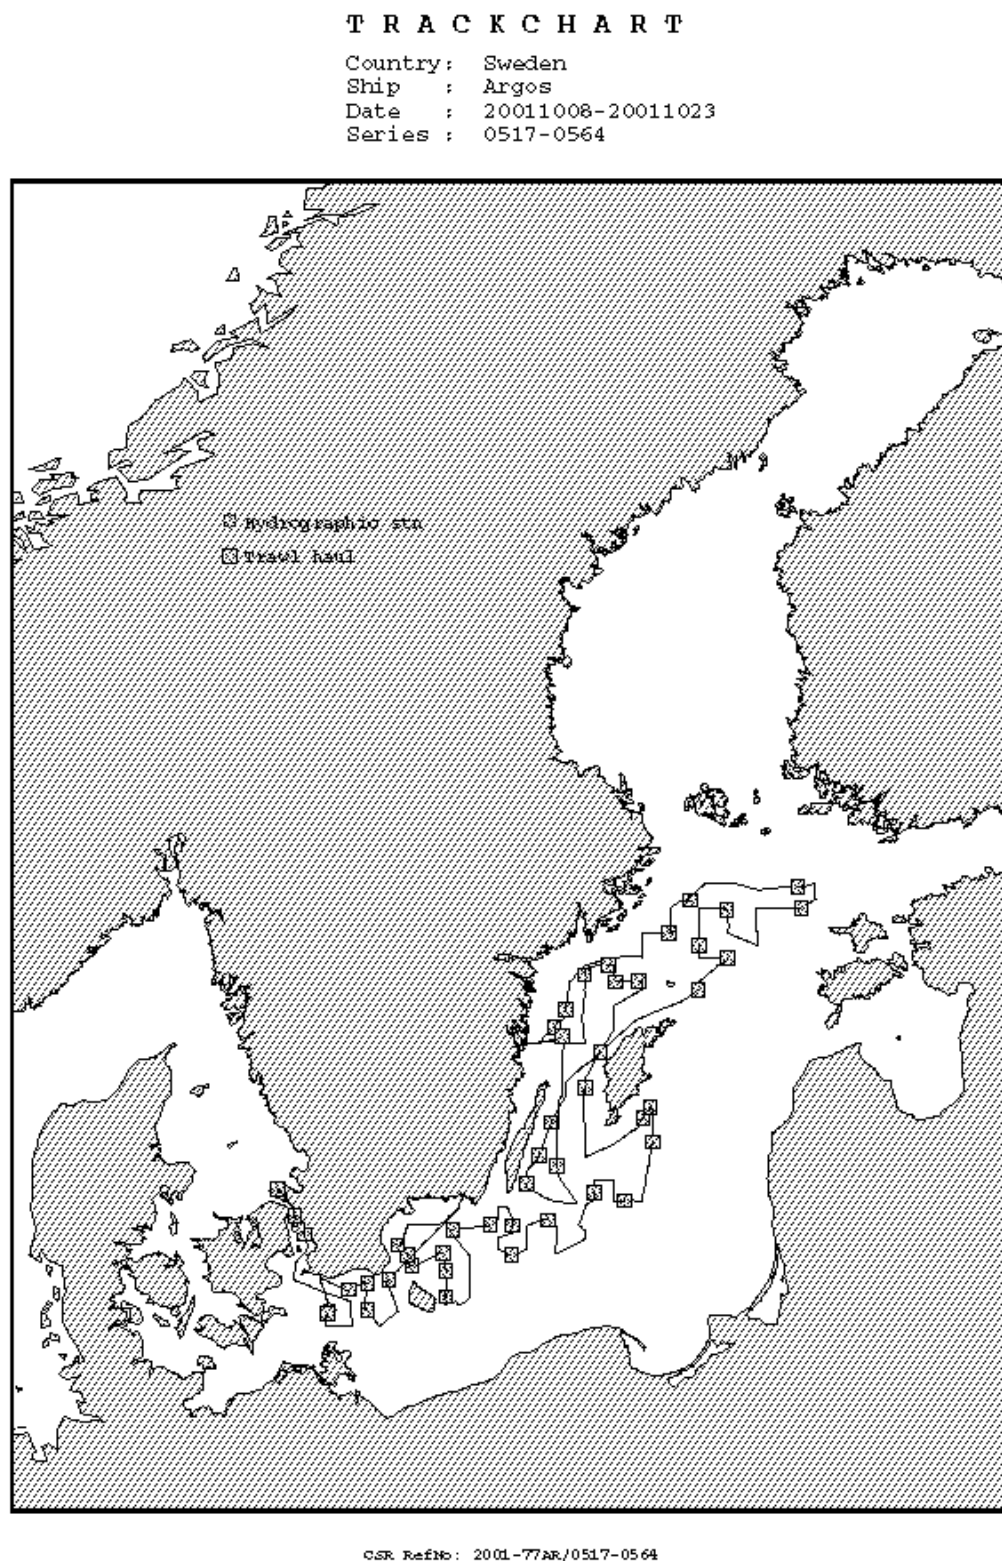 T R A C K C H A R T
Country: Sweden
Ship : Argos
Date : 20011008-20011023
Series : 0517-0564
Hydrographic stn
Trawl haul
CSR RefNo: 2001-77AR/0517-0564